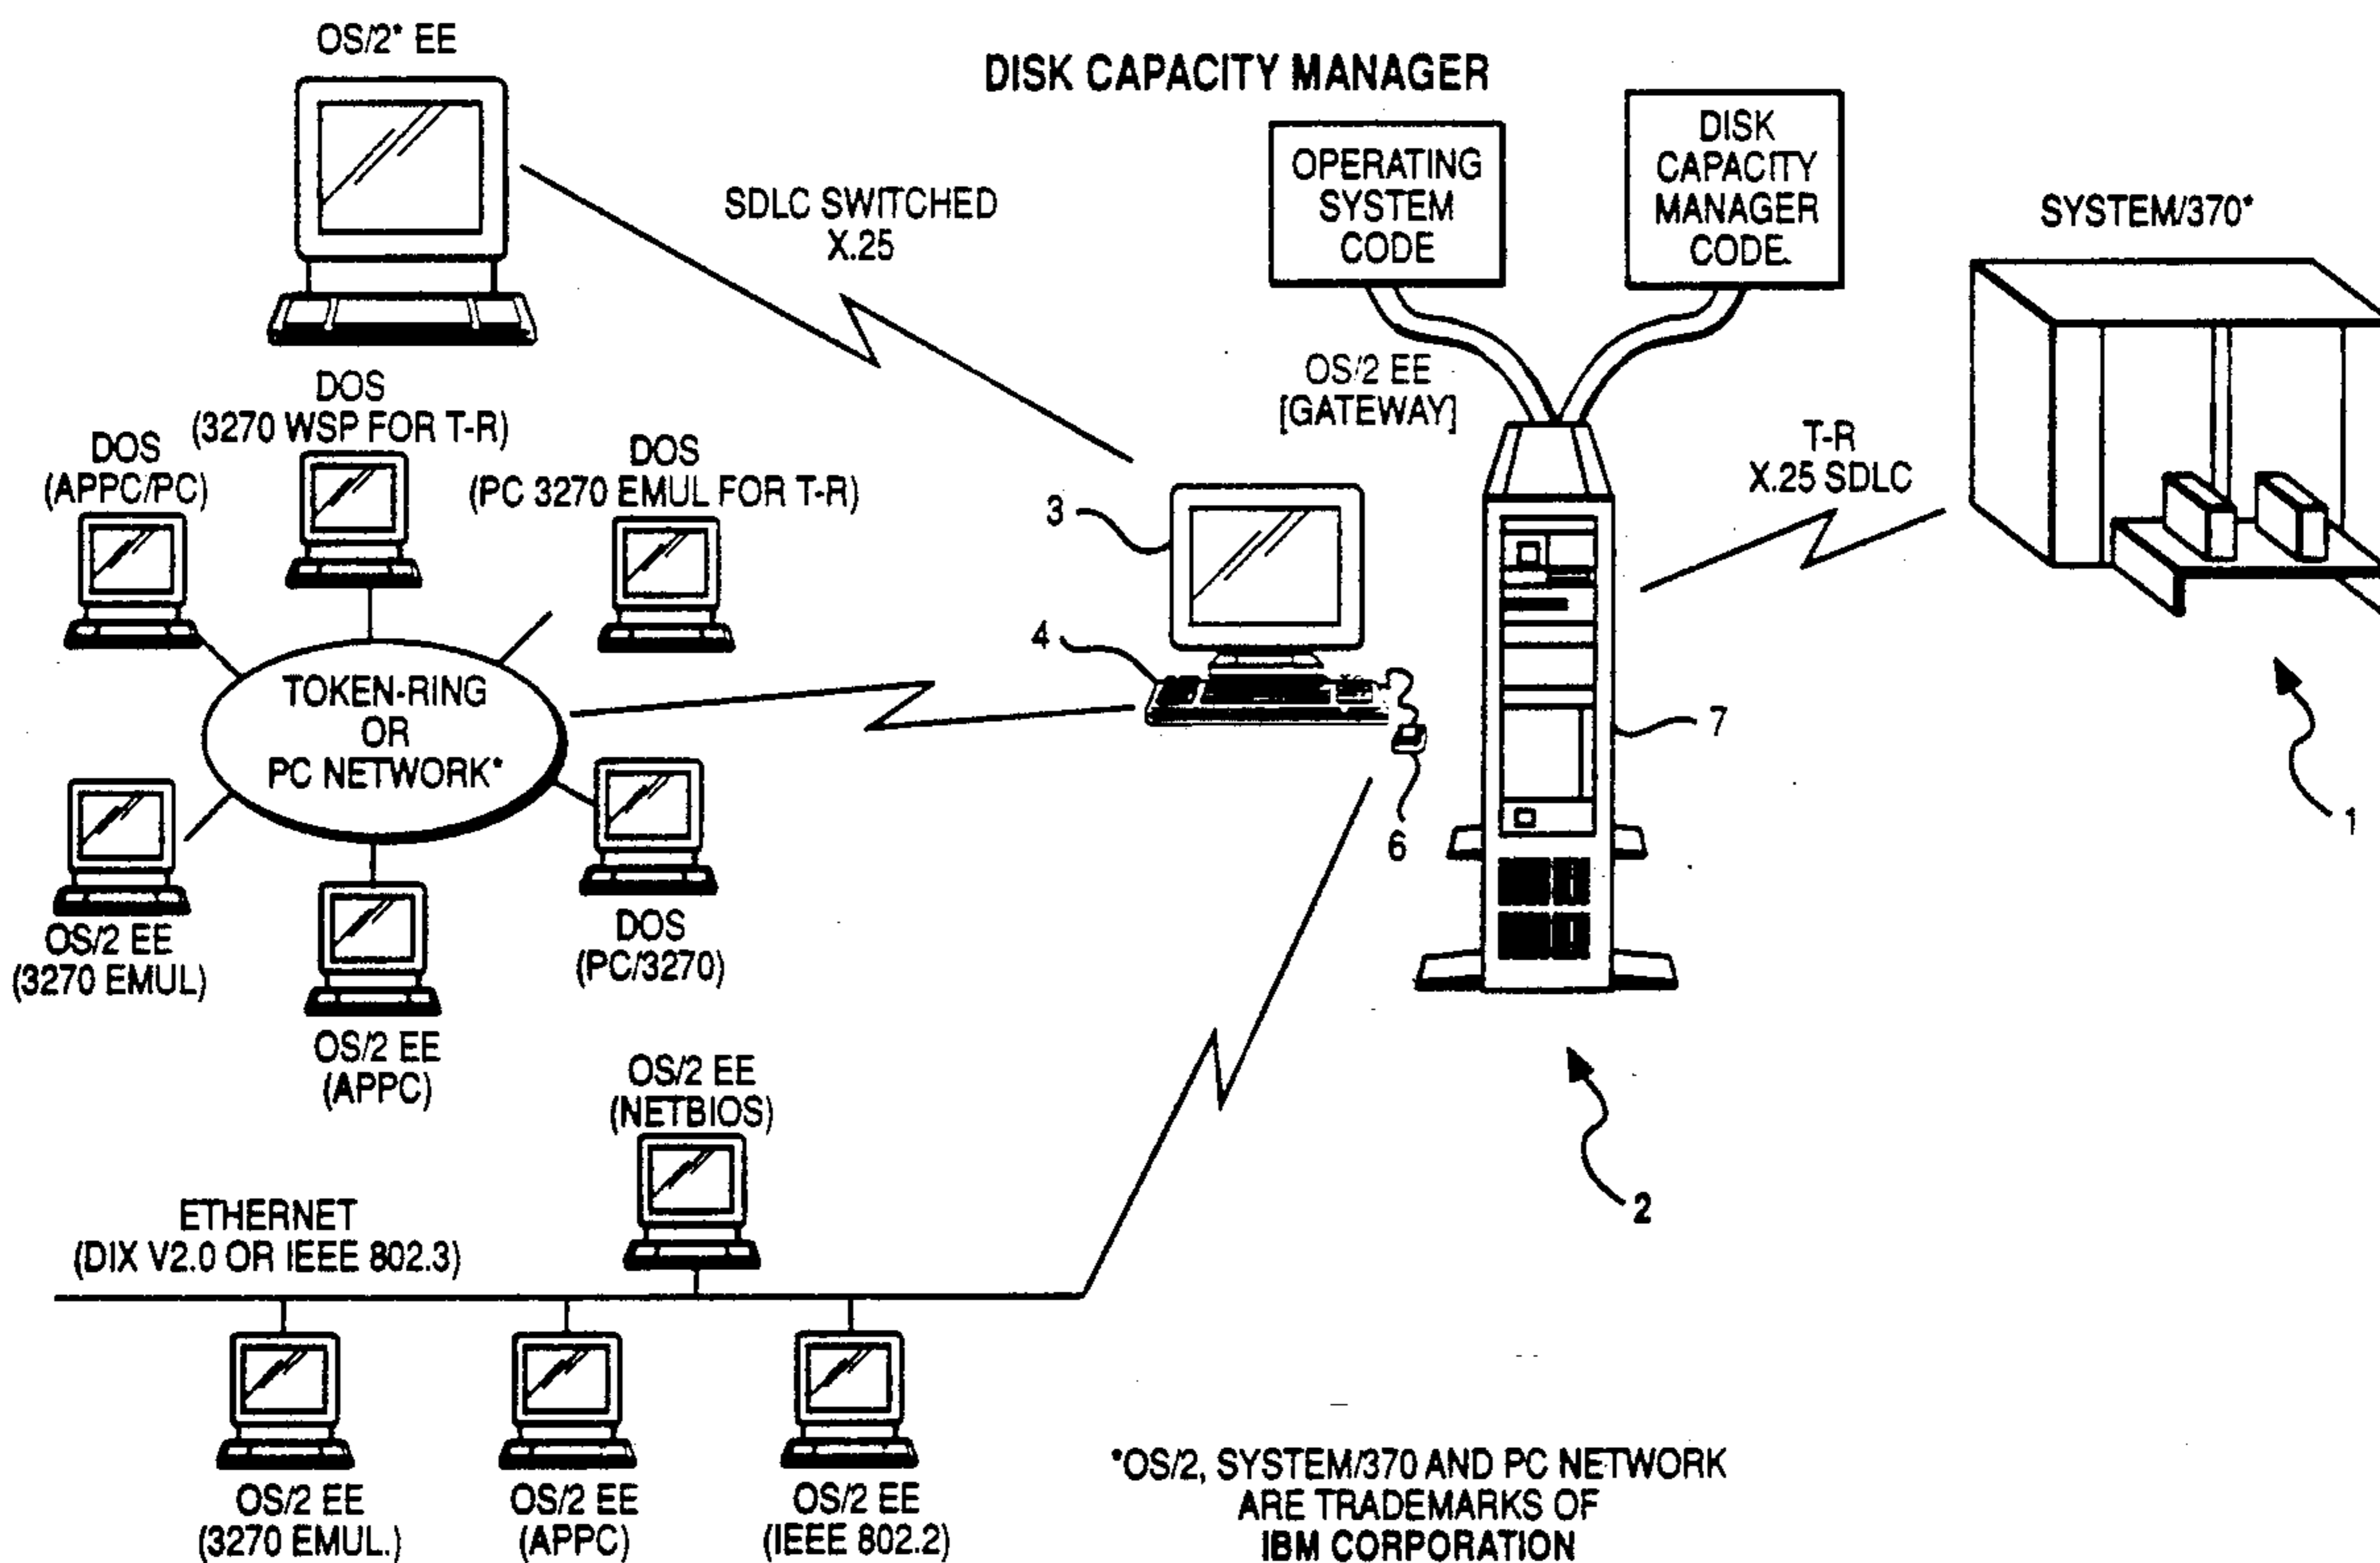 OS/2* EE
DISK CAPACITY MANAGER
OPERATING
SYSTEM
CODE
DISK
CAPACITY
MANAGER
CODE.
SYSTEM/370*
SDLC SWITCHED
X.25
OS/2 EE
[GATEWAY]
T-R
X.25 SDLC
DOS
(3270 WSP FOR T-R)
DOS
(APPC/PC)
DOS
(PC 3270 EMUL FOR T-R)
3
4
TOKEN-RING
OR
PC NETWORK*
7
6
1
OS/2 EE
(3270 EMUL)
DOS
(PC/3270)
OS/2 EE
(APPC)
OS/2 EE
(NETBIOS)
2
ETHERNET
(DIX V2.0 OR IEEE 802.3)
OS/2 EE
(3270 EMUL.)
OS/2 EE
(APPC)
OS/2 EE
(IEEE 802.2)
*OS/2, SYSTEM/370 AND PC NETWORK
ARE TRADEMARKS OF
IBM CORPORATION